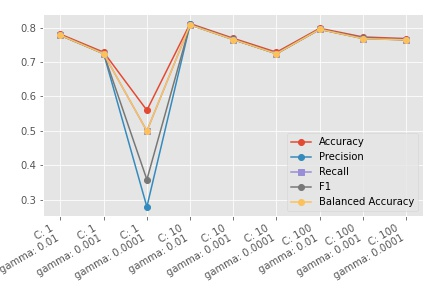 0.8
0.7
0.6
0.5
0.4
0.3
Accuracy
Precision
Recall
F1
Balanced Accuracy
C: 1
gamma: 0.01
C: 1
gamma: 0.001
C: 1
gamma: 0.0001
C: 10
gamma: 0.01
C: 10
gamma: 0.001
C: 10
gamma: 0.0001
C: 100
gamma: 0.01
C: 100
gamma: 0.001
C: 100
gamma: 0.0001